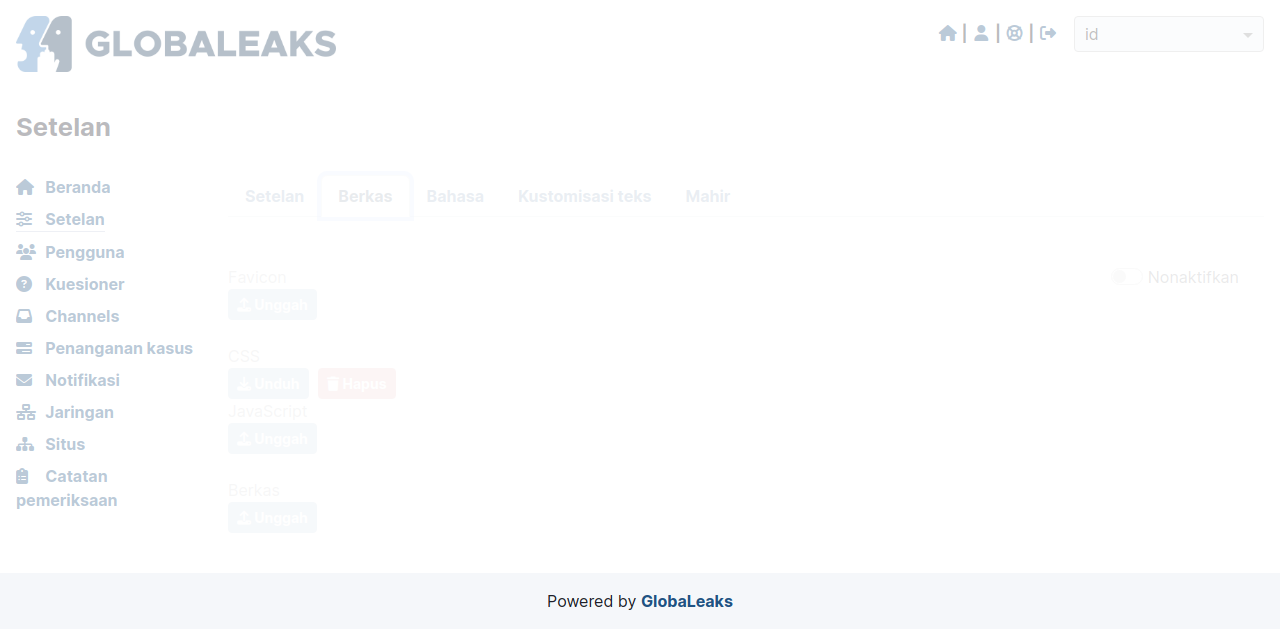 GLOBALEAKS
id
Setelan
Beranda
Setelan
Pengguna
Kuesioner
Channels
Penanganan kasus
Notifikasi
Jaringan
Situs
Catatan
pemeriksaan
Setelan Berkas Bahasa Kustomisasi teks Mahir
Favicon
Nonaktifkan
Unggah
CSS
Unduh Hapus
JavaScript
Unggah
Berkas
Unggah
Powered by GlobaLeaks